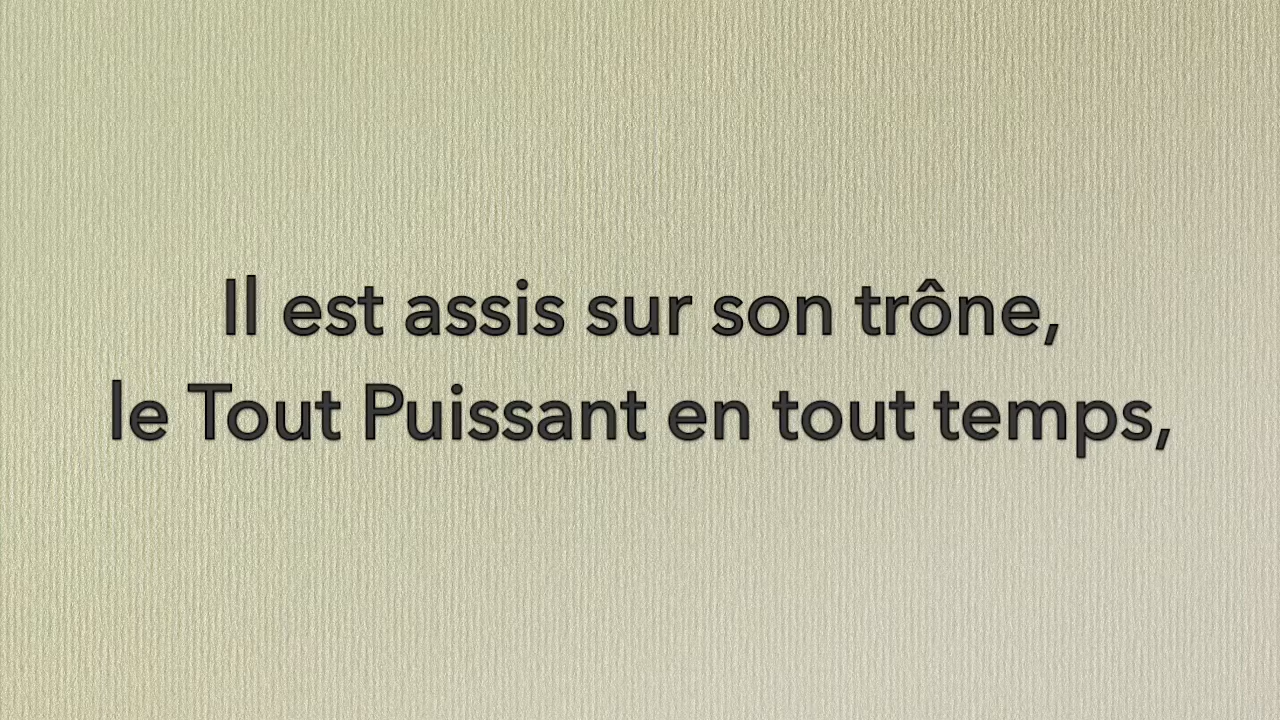 Il est assis sur son trône,
le Tout Puissant en tout temps,